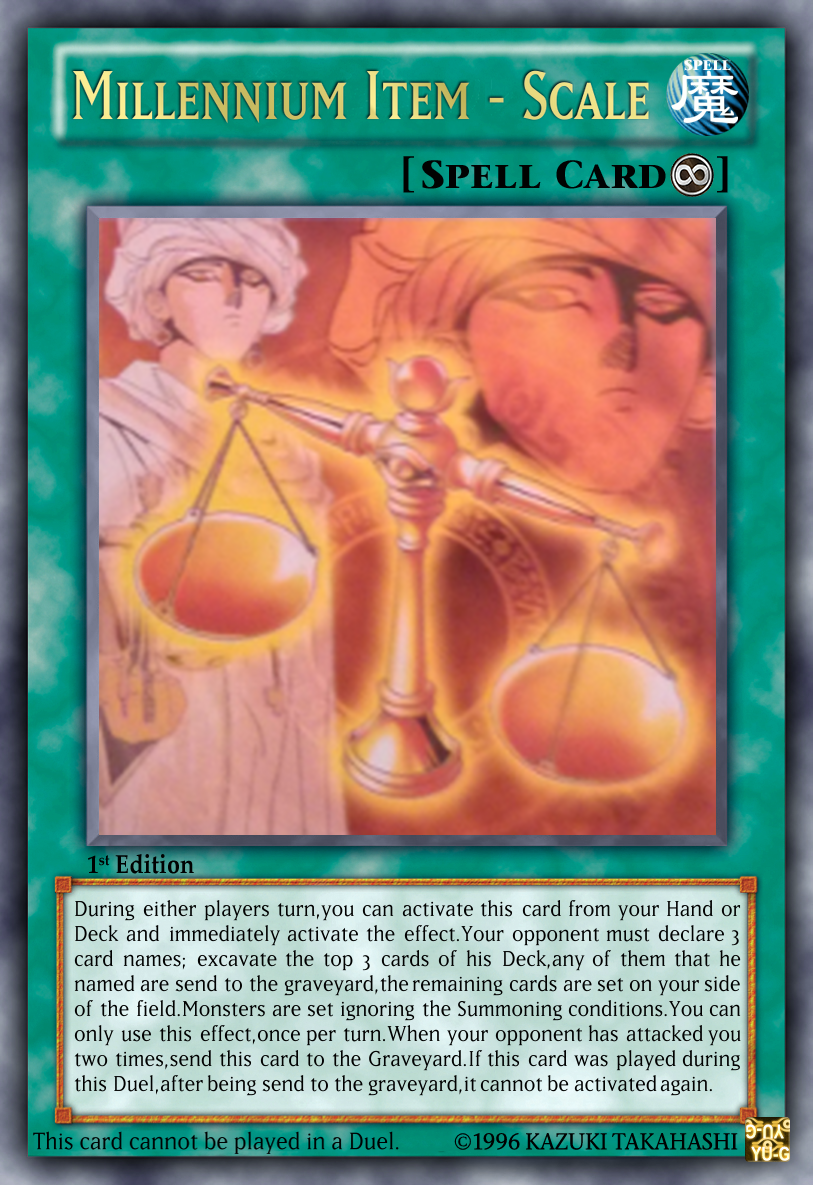 Millennium Item - Scale
SPELL
魔
[Spell Card∞]
1st Edition
During either players turn,you can activate this card from your Hand or
Deck and immediately activate the effect.Your opponent must declare 3
card names; excavate the top 3 cards of his Deck,any of them that he
named are send to the graveyard,the remaining cards are set on your side
of the field.Monsters are set ignoring the Summoning conditions.You can
only use this effect,once per turn.When your opponent has attacked you
two times,send this card to the Graveyard.If this card was played during
this Duel,after being send to the graveyard,it cannot be activated again.
This card cannot be played in a Duel. ©1996 KAZUKI TAKAHASHI